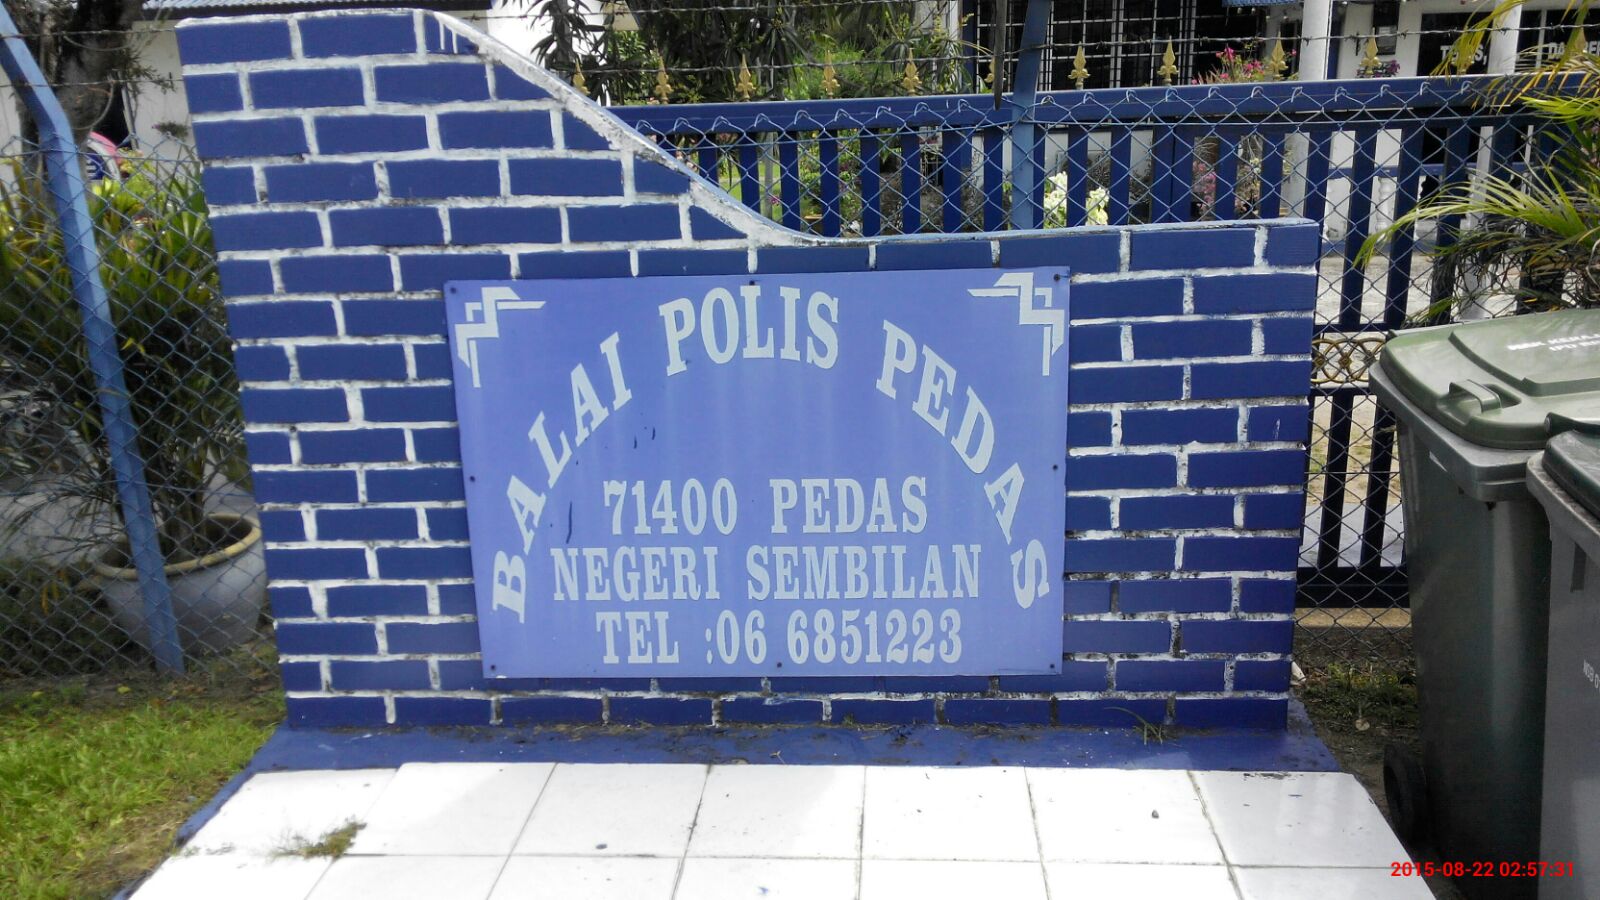 BALAI POLIS PEDAS
71400 PEDAS
NEGERI SEMBILAN
TEL :06 6851223
2015-08-22 02:57:31